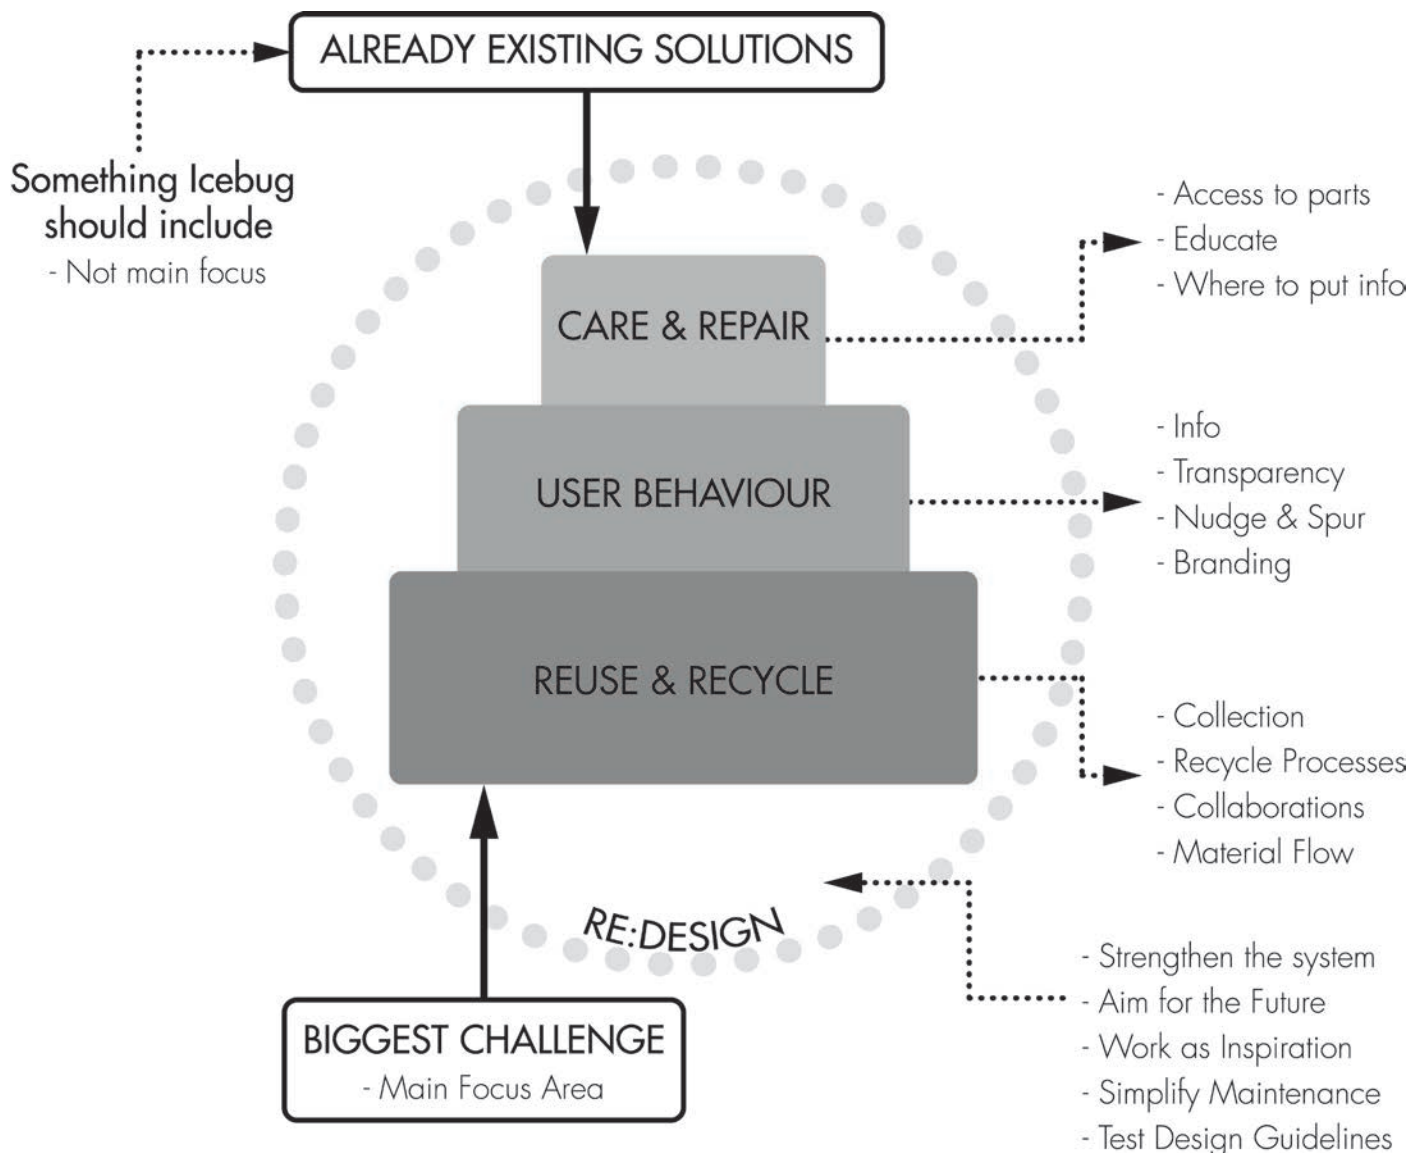 ALREADY EXISTING SOLUTIONS
Something Icebug
should include
- Not main focus
CARE & REPAIR
- Access to parts
- Educate
- Where to put info
USER BEHAVIOUR
- Info
- Transparency
- Nudge & Spur
- Branding
REUSE & RECYCLE
- Collection
- Recycle Processes
- Collaborations
- Material Flow
RE:DESIGN
- Strengthen the system
- Aim for the Future
- Work as Inspiration
- Simplify Maintenance
- Test Design Guidelines
BIGGEST CHALLENGE
- Main Focus Area